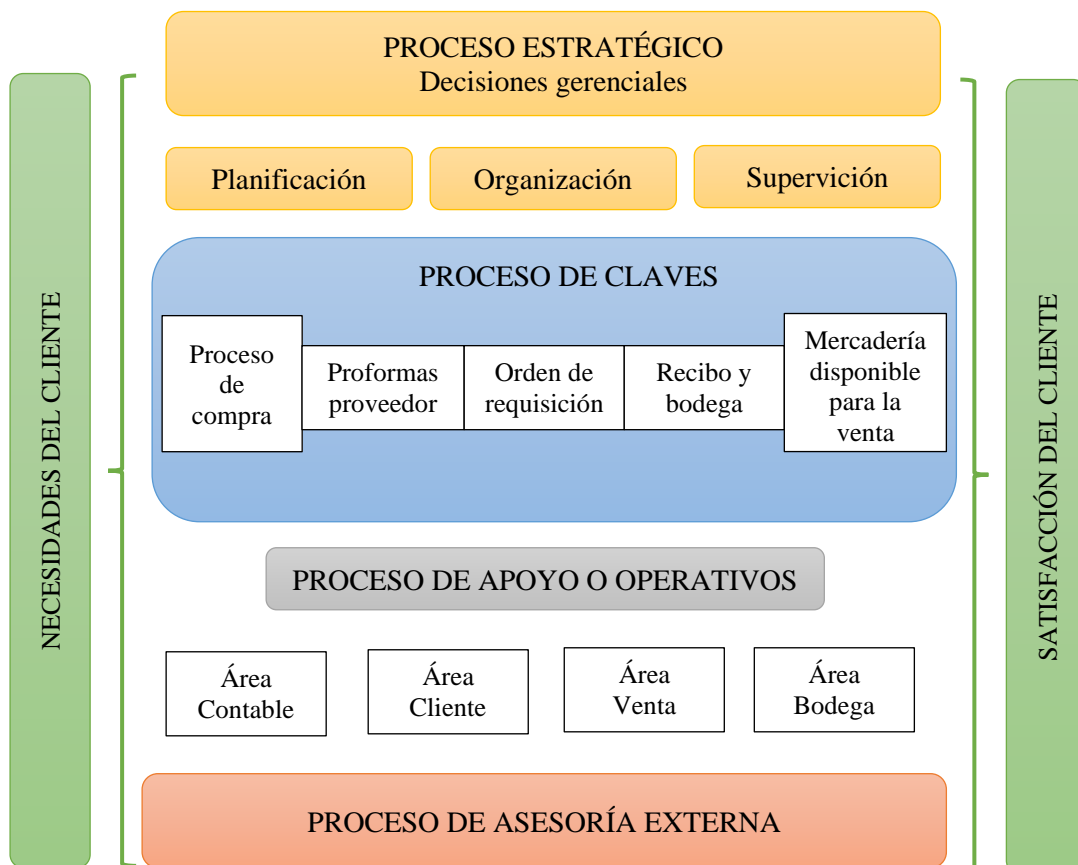 PROCESO ESTRATÉGICO
Decisiones gerenciales
Planificación
Organización
Supervición
NECESIDADES DEL CLIENTE
PROCESO DE CLAVES
Proceso
de
compra
Proformas
proveedor
Orden de
requisición
Recibo y
bodega
Mercadería
disponible
para la
venta
SATISFACCIÓN DEL CLIENTE
PROCESO DE APOYO O OPERATIVOS
Área
Contable
Área
Cliente
Área
Venta
Área
Bodega
PROCESO DE ASESORÍA EXTERNA